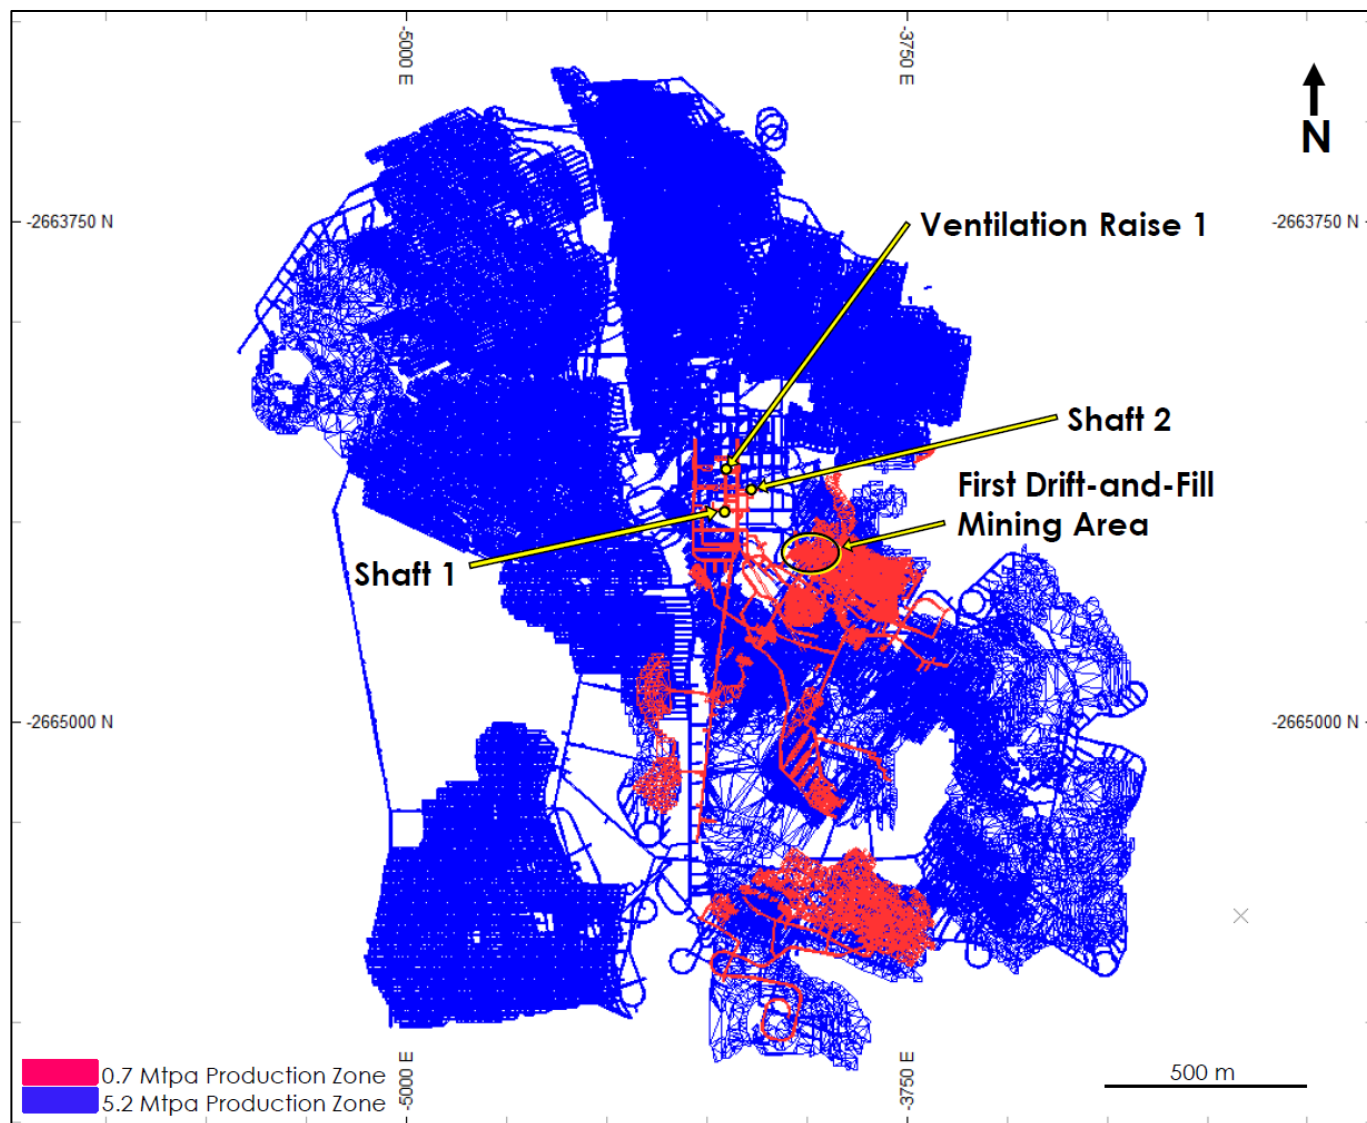 -5000 E
-3750 E
N
-2663750 N
-2663750 N
Ventilation Raise 1
Shaft 2
First Drift-and-Fill
Mining Area
Shaft 1
-2665000 N
-2665000 N
-5000 E
-3750 E
0.7 Mtpa Production Zone
5.2 Mtpa Production Zone
500 m